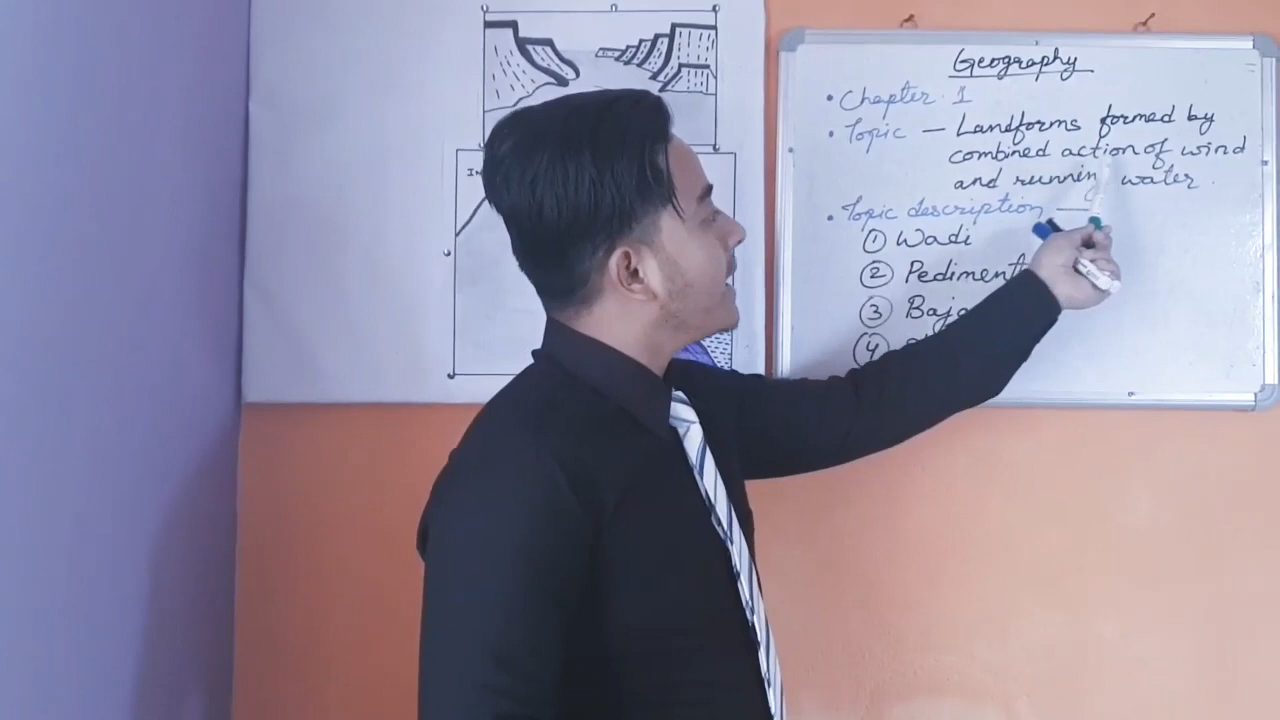 Geography
• Chapter. 1
• Topic — Landforms formed by
combined action of wind
and running water.
• Topic description —
① Wadi
② Pediment
③ Baja
④